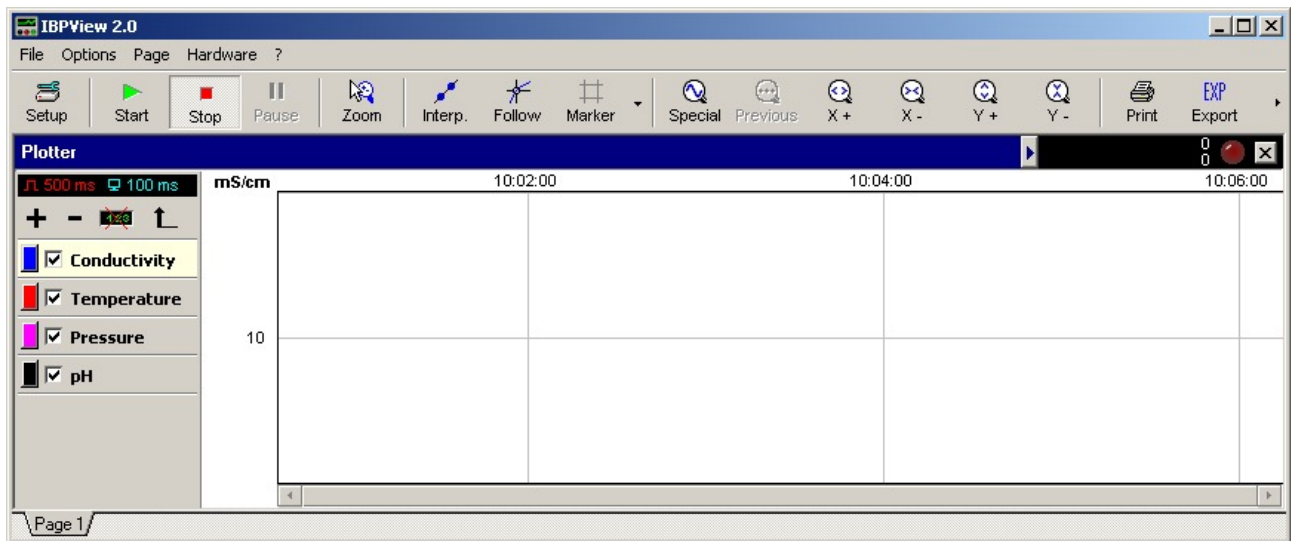 IBPView 2.0
File Options Page Hardware ?
Setup Start Stop Pause Zoom Interp. Follow Marker Special Previous X + X - Y + Y - Print EXP Export
Plotter 0 0
500 ms 100 ms mS/cm 10:02:00 10:04:00 10:06:00
+ - 123
Conductivity
Temperature
Pressure 10
pH
Page 1